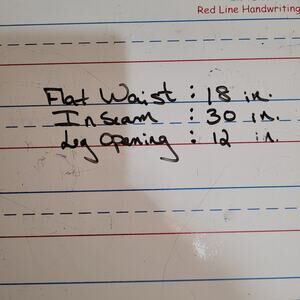 Red Line Handwriting
Flat Waist : 18 in.
Inseam : 30 in.
Leg Opening : 12 in.